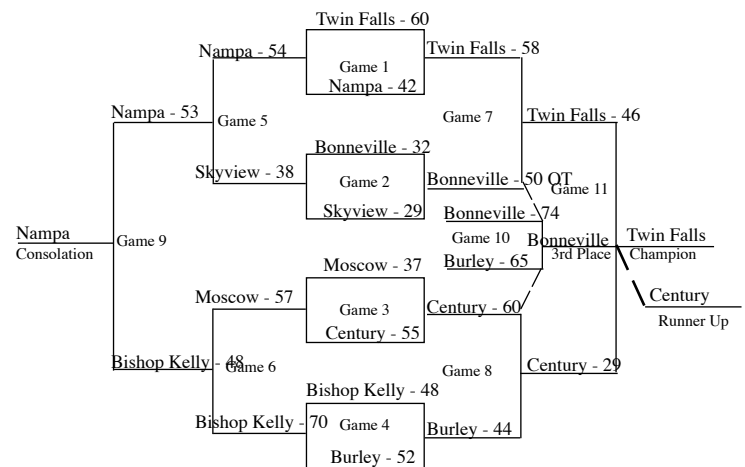 Twin Falls - 60
Nampa - 54
Twin Falls - 58
Game 1
Nampa - 42
Nampa - 53
Game 5
Game 7
Twin Falls - 46
Bonneville - 32
Skyview - 38
Game 2
Bonneville - 50 OT
Game 11
Skyview - 29
Bonneville - 74
Nampa
Game 9
Game 10
Bonneville
Twin Falls
Consolation
3rd Place
Champion
Moscow - 37
Burley - 65
Moscow - 57
Game 3
Century - 60
Century
Century - 55
Runner Up
Bishop Kelly - 48
Game 6
Game 8
Century - 29
Bishop Kelly - 48
Bishop Kelly - 70
Game 4
Burley - 44
Burley - 52